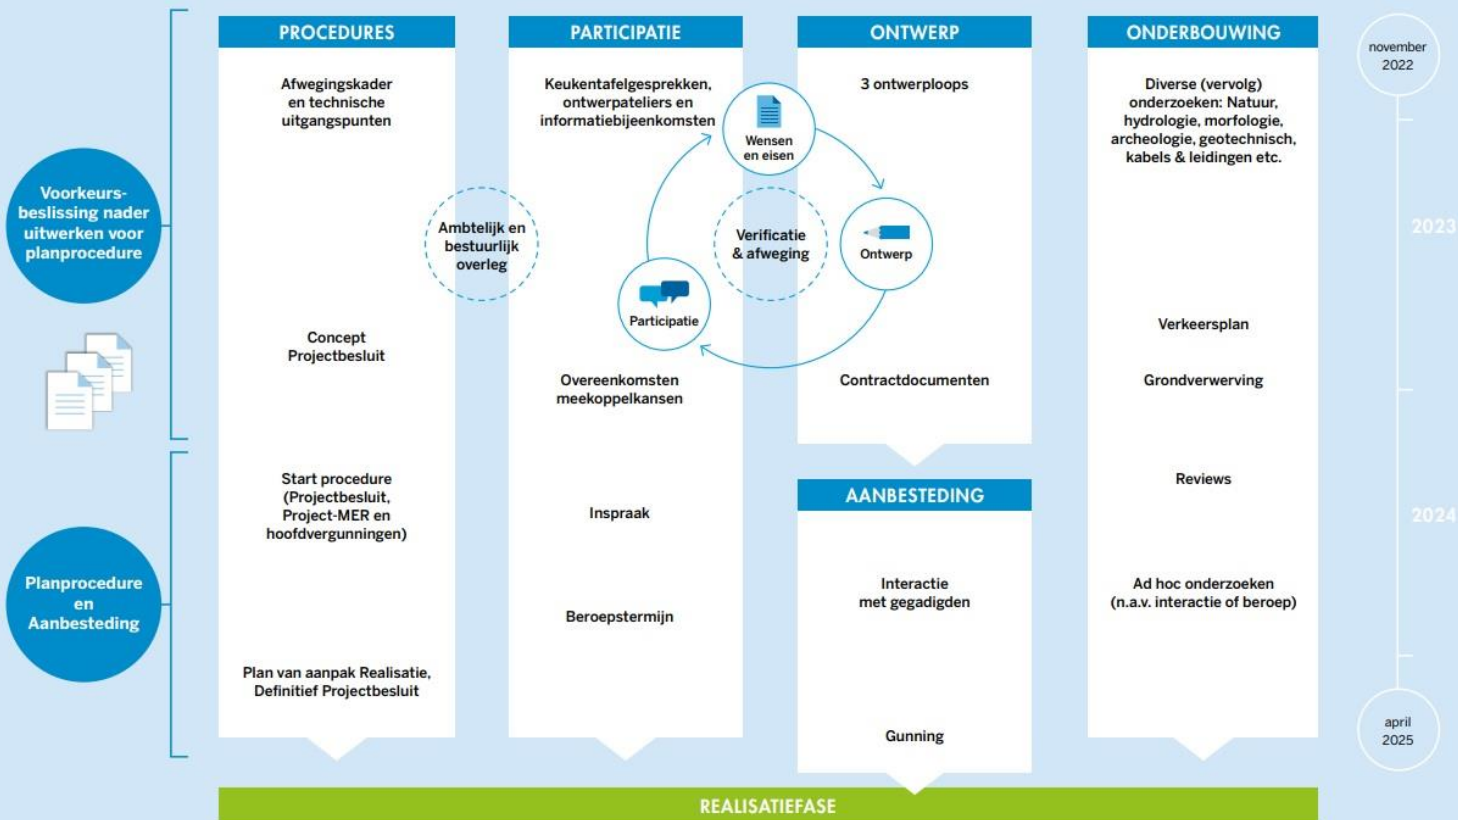 PROCEDURES
Afwegingskader
en technische
uitgangspunten
Concept
Projectbesluit
Start procedure
(Projectbesluit,
Project-MER en
hoofdvergunningen)
Plan van aanpak Realisatie,
Definitief Projectbesluit
PARTICIPATIE
Keukentafelgesprekken,
ontwerpateliers en
informatiebijeenkomsten
Ambtelijk en
bestuurlijk
overleg
Wensen
en eisen
Verificatie
& afweging
Ontwerp
Participatie
Overeenkomsten
meekoppelkansen
Inspraak
Beroepstermijn
ONTWERP
3 ontwerploops
Contractdocumenten
AANBESTEDING
Interactie
met gegadigden
Gunning
ONDERBOUWING
Diverse (vervolg)
onderzoeken: Natuur,
hydrologie, morfologie,
archeologie, geotechnisch,
kabels & leidingen etc.
Verkeersplan
Grondverwerving
Reviews
Ad hoc onderzoeken
(n.a.v. interactie of beroep)
november
2022
2023
2024
april
2025
Voorkeurs-
beslissing nader
uitwerken voor
planprocedure
Planprocedure
en
Aanbesteding
REALISATIEFASE